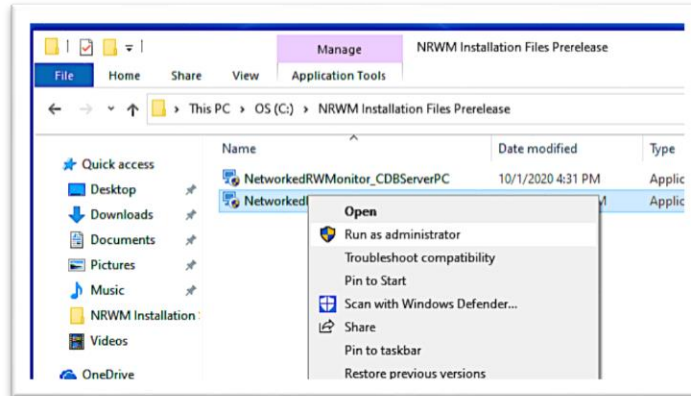 Manage NRWM Installation Files Prerelease
File Home Share View Application Tools
This PC > OS (C:) > NRWM Installation Files Prerelease
Name Date modified Type
Quick access
Desktop
Downloads
Documents
Pictures
Music
NRWM Installation
Videos
OneDrive
NetworkedRWMonitor_CDBServerPC 10/1/2020 4:31 PM Applic
Networked M Applic
Open
Run as administrator
Troubleshoot compatibility
Pin to Start
Scan with Windows Defender...
Share
Pin to taskbar
Restore previous versions